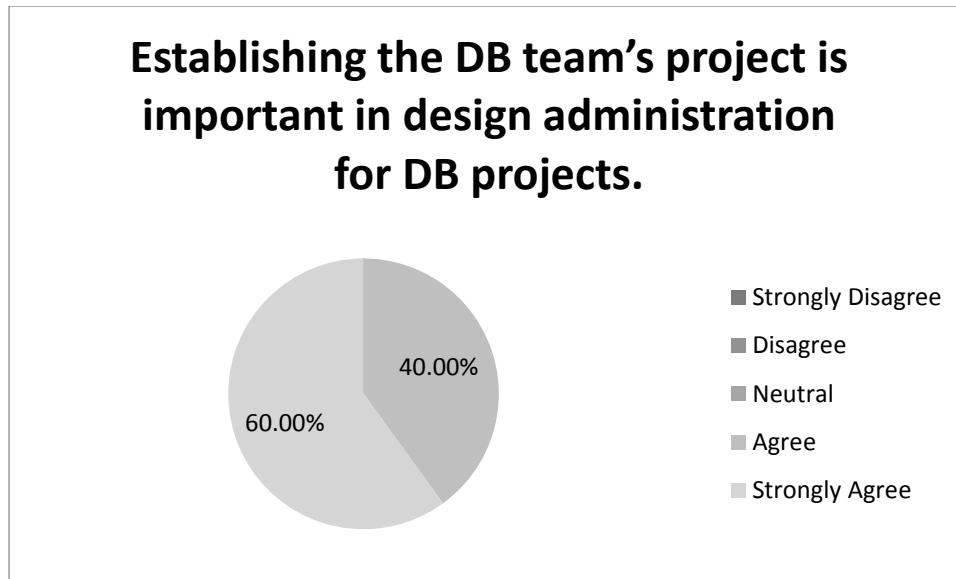 Establishing the DB team’s project is
important in design administration
for DB projects.
40.00%
60.00%
Strongly Disagree
Disagree
Neutral
Agree
Strongly Agree